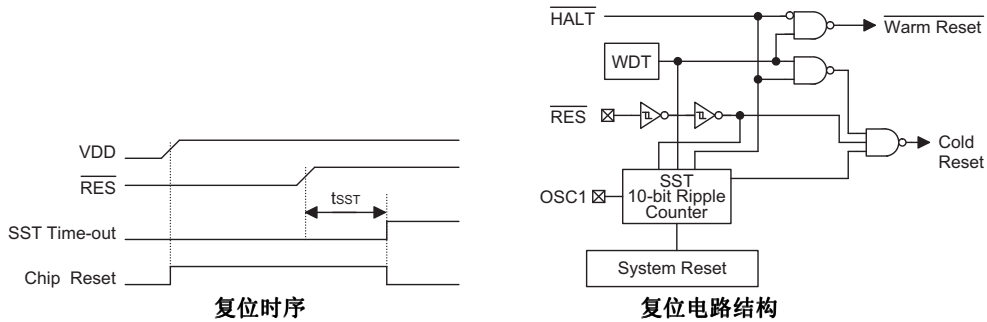 VDD
RES
tSST
SST Time-out
Chip Reset
复位时序
HALT
Warm Reset
WDT
RES
Cold
Reset
OSC1
SST
10-bit Ripple
Counter
System Reset
复位电路结构